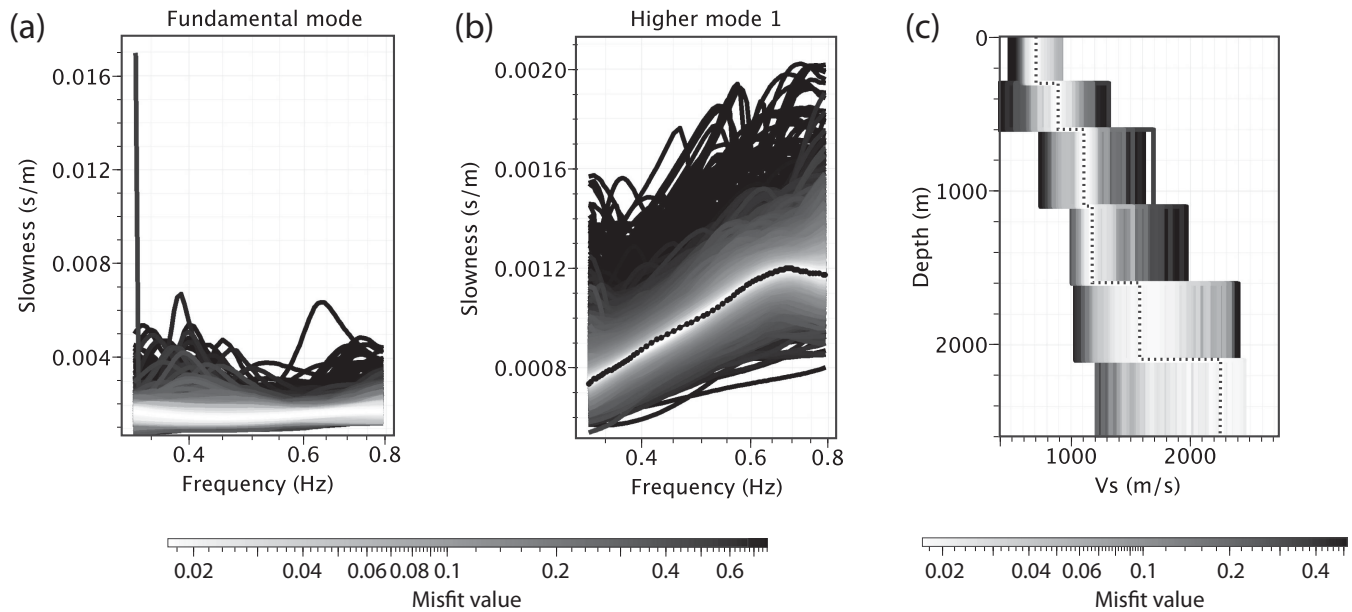 (a)
Fundamental mode
Slowness (s/m)
0.016
0.012
0.008
0.004
0.4 0.6 0.8
Frequency (Hz)
(b)
Higher mode 1
Slowness (s/m)
0.0020
0.0016
0.0012
0.0008
0.4 0.6 0.8
Frequency (Hz)
(c)
Depth (m)
0
1000
2000
1000 2000
Vs (m/s)
0.02 0.04 0.06 0.08 0.1 0.2 0.4 0.6
Misfit value
0.02 0.04 0.06 0.1 0.2 0.4
Misfit value